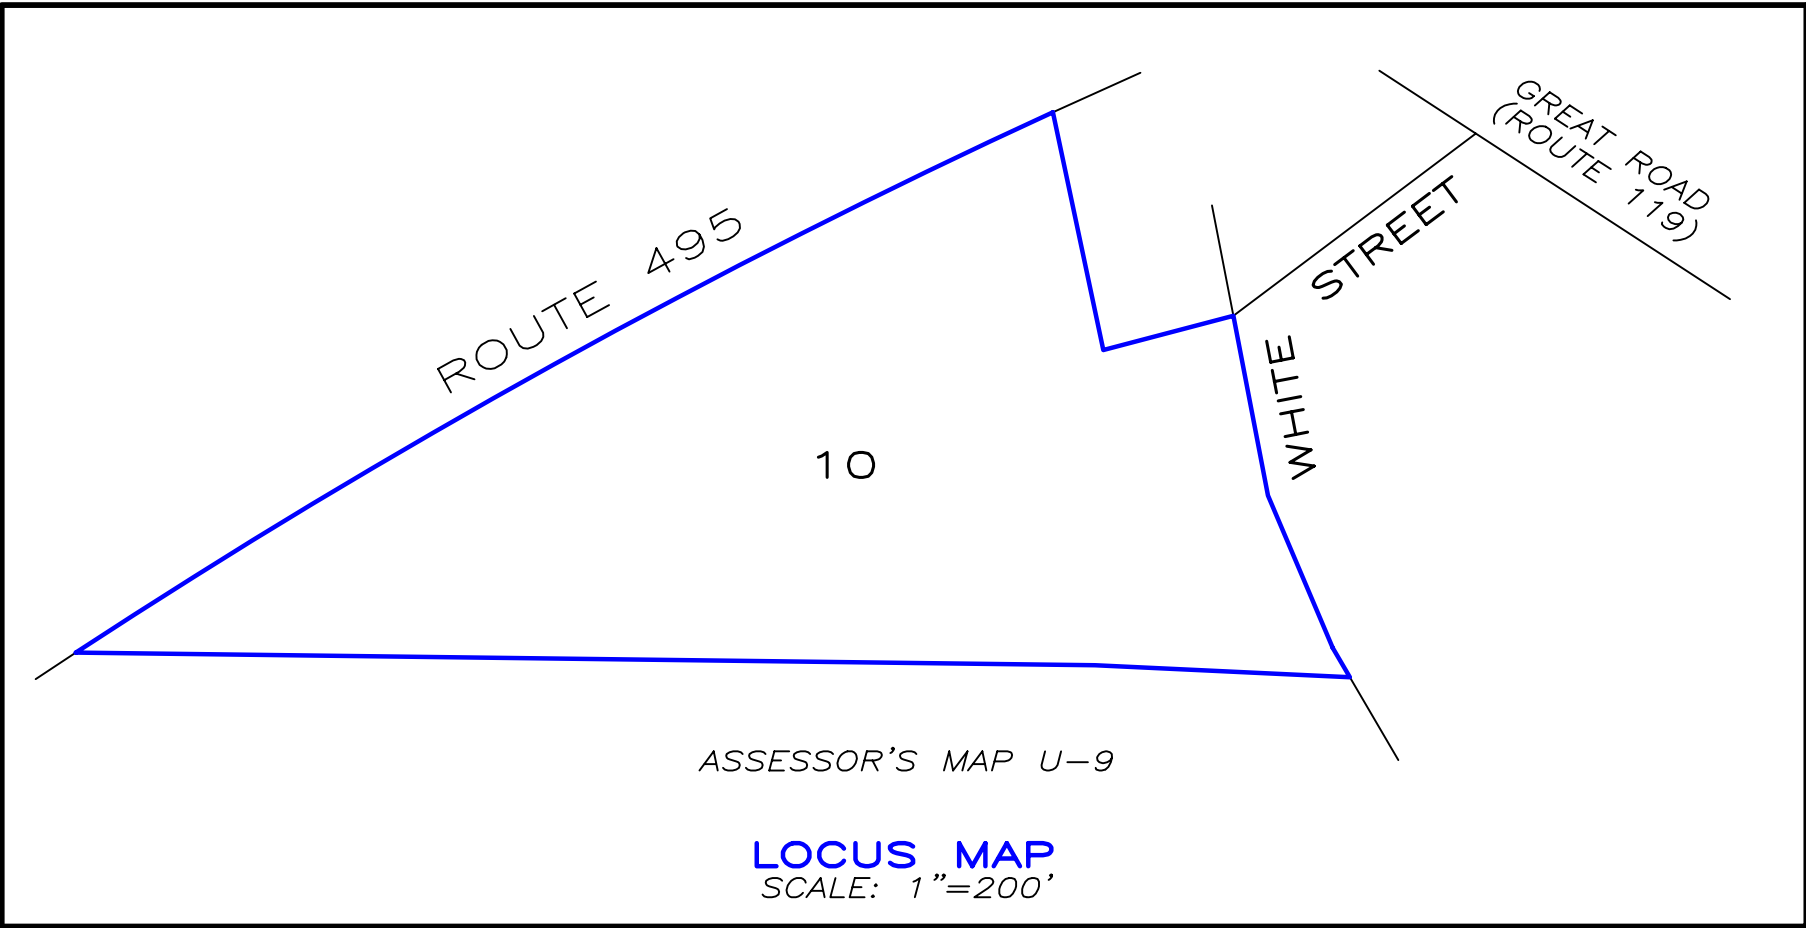 GREAT ROAD
(ROUTE 119)
ROUTE 495
WHITE STREET
10
ASSESSOR'S MAP U-9
LOCUS MAP
SCALE: 1"=200'